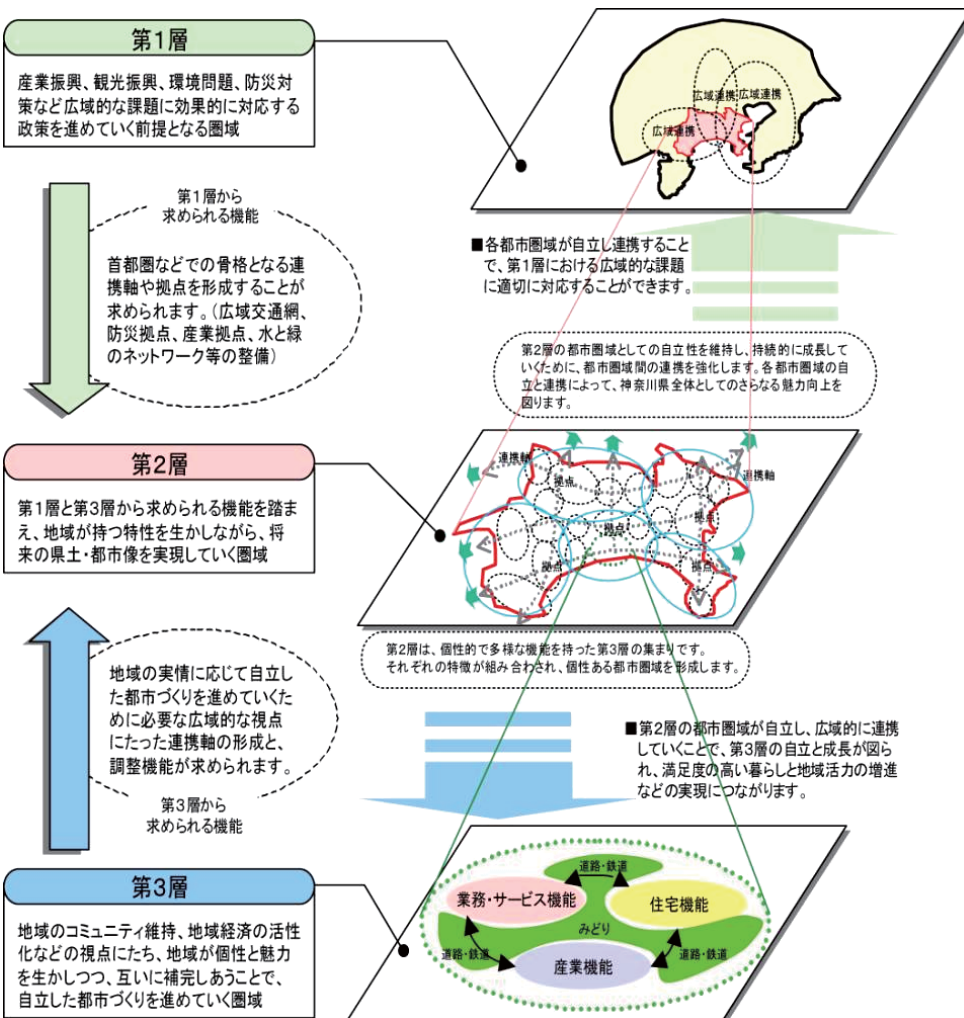 第1層
産業振興、観光振興、環境問題、防災対
策など広域的な課題に効果的に対応する
政策を進めていく前提となる圏域
広域連携
広域連携
広域連携
第1層から
求められる機能
首都圏などでの骨格となる連
携軸や拠点を形成することが
求められます。(広域交通網、
防災拠点、産業拠点、水と緑
のネットワーク等の整備)
■各都市圏域が自立し連携すること
で、第1層における広域的な課題
に適切に対応することができます。
第2層の都市圏域としての自立性を維持し、持続的に成長して
いくために、都市圏域間の連携を強化します。各都市圏域の自
立と連携によって、神奈川県全体としてのさらなる魅力向上を
図ります。
第2層
第1層と第3層から求められる機能を踏ま
え、地域が持つ特性を生かしながら、将
来の県土・都市像を実現していく圏域
連携軸
連携軸
拠点
拠点
拠点
拠点
拠点
第2層は、個性的で多様な機能を持った第3層の集まりです。
それぞれの特徴が組み合わされ、個性ある都市圏域を形成します。
地域の実情に応じて自立し
た都市づくりを進めていくた
めに必要な広域的な視点
にたった連携軸の形成と、
調整機能が求められます。
第3層から
求められる機能
■第2層の都市圏域が自立し、広域的に連携
していくことで、第3層の自立と成長が図ら
れ、満足度の高い暮らしと地域活力の増進
などの実現につながります。
第3層
地域のコミュニティ維持、地域経済の活性
化などの視点にたち、地域が個性と魅力
を生かしつつ、互いに補完しあうことで、
自立した都市づくりを進めていく圏域
道路・鉄道
業務・サービス機能
住宅機能
みどり
道路・鉄道
道路・鉄道
産業機能